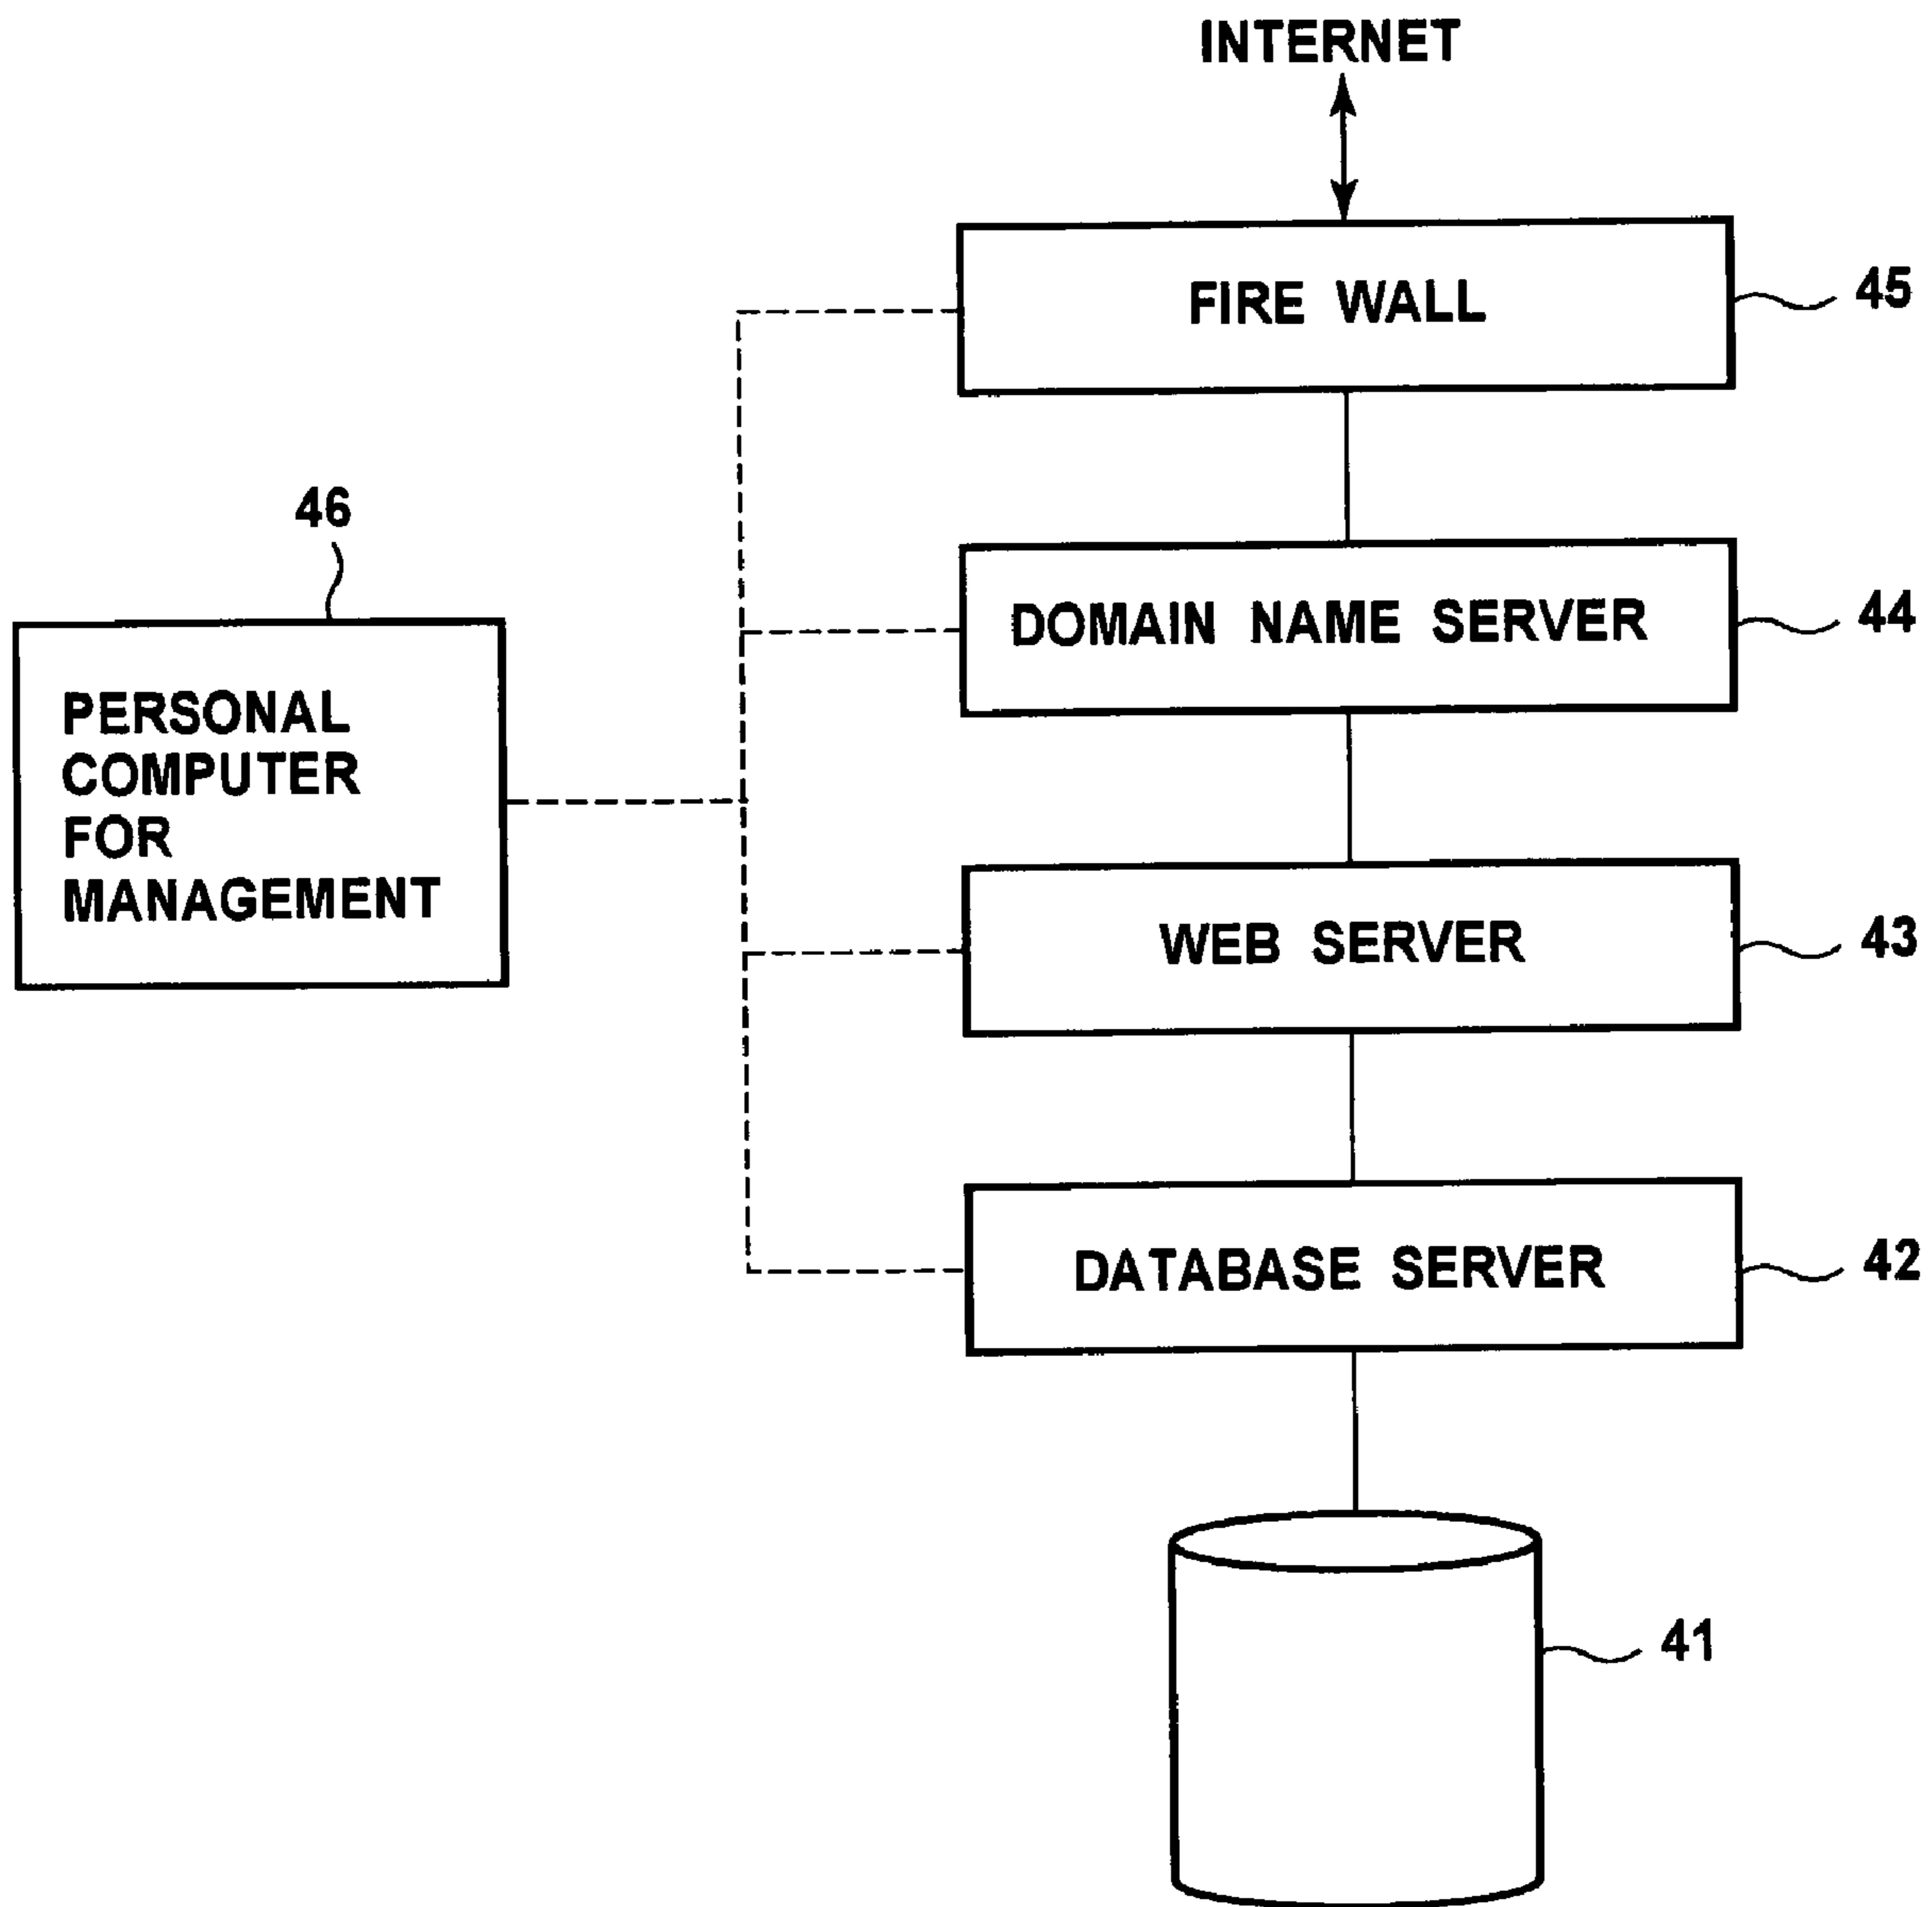 INTERNET
FIRE WALL
45
46
DOMAIN NAME SERVER
44
PERSONAL
COMPUTER
FOR
MANAGEMENT
WEB SERVER
43
DATABASE SERVER
42
41